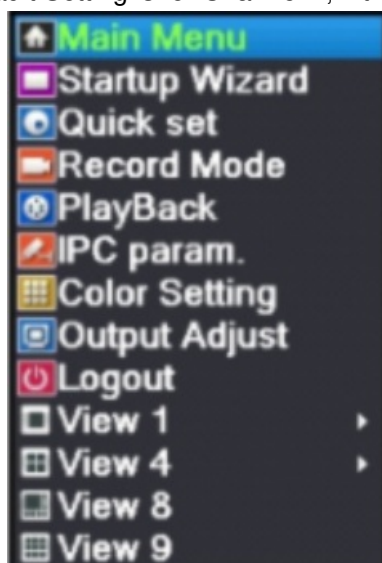 Main Menu
Startup Wizard
Quick set
Record Mode
PlayBack
IPC param.
Color Setting
Output Adjust
Logout
View 1
View 4
View 8
View 9